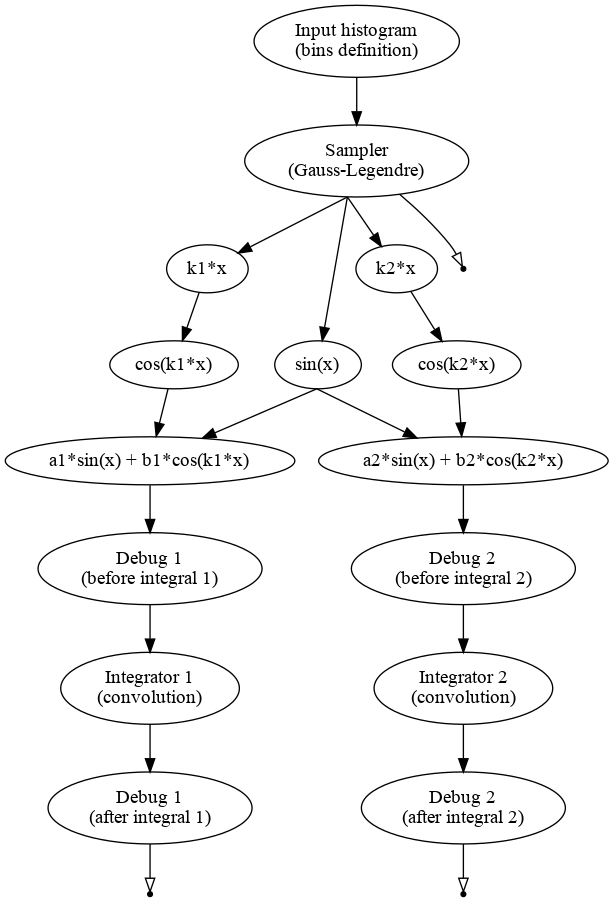 Input histogram
(bins definition)
Sampler
(Gauss-Legendre)
k1*x
k2*x
cos(k1*x)
sin(x)
cos(k2*x)
a1*sin(x) + b1*cos(k1*x)
a2*sin(x) + b2*cos(k2*x)
Debug 1
(before integral 1)
Debug 2
(before integral 2)
Integrator 1
(convolution)
Integrator 2
(convolution)
Debug 1
(after integral 1)
Debug 2
(after integral 2)